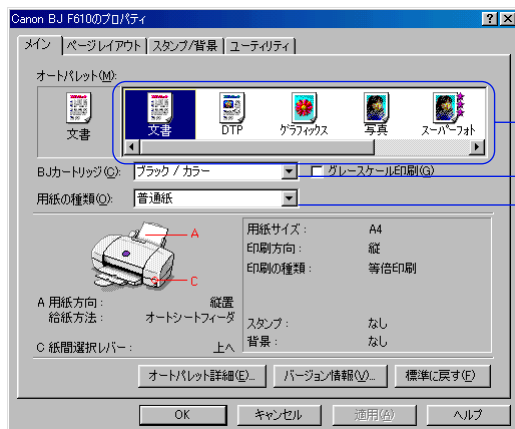 Canon BJ F610のプロパティ
メイン ページレイアウト スタンプ/背景 ユーティリティ
オートパレット(M):
文書 文書 DTP グラフィックス 写真 スーパーフォト
BJカートリッジ(C): ブラック / カラー グレースケール印刷(G)
用紙の種類(O): 普通紙
A
C
用紙サイズ : A4
印刷方向 : 縦
印刷の種類 : 等倍印刷
A 用紙方向 : 縦置
給紙方法 : オートシートフィーダ
スタンプ : なし
C 紙間選択レバー : 上へ
背景 : なし
オートパレット詳細(E)... バージョン情報(V)... 標準に戻す(F)
OK キャンセル 適用(A) ヘルプ